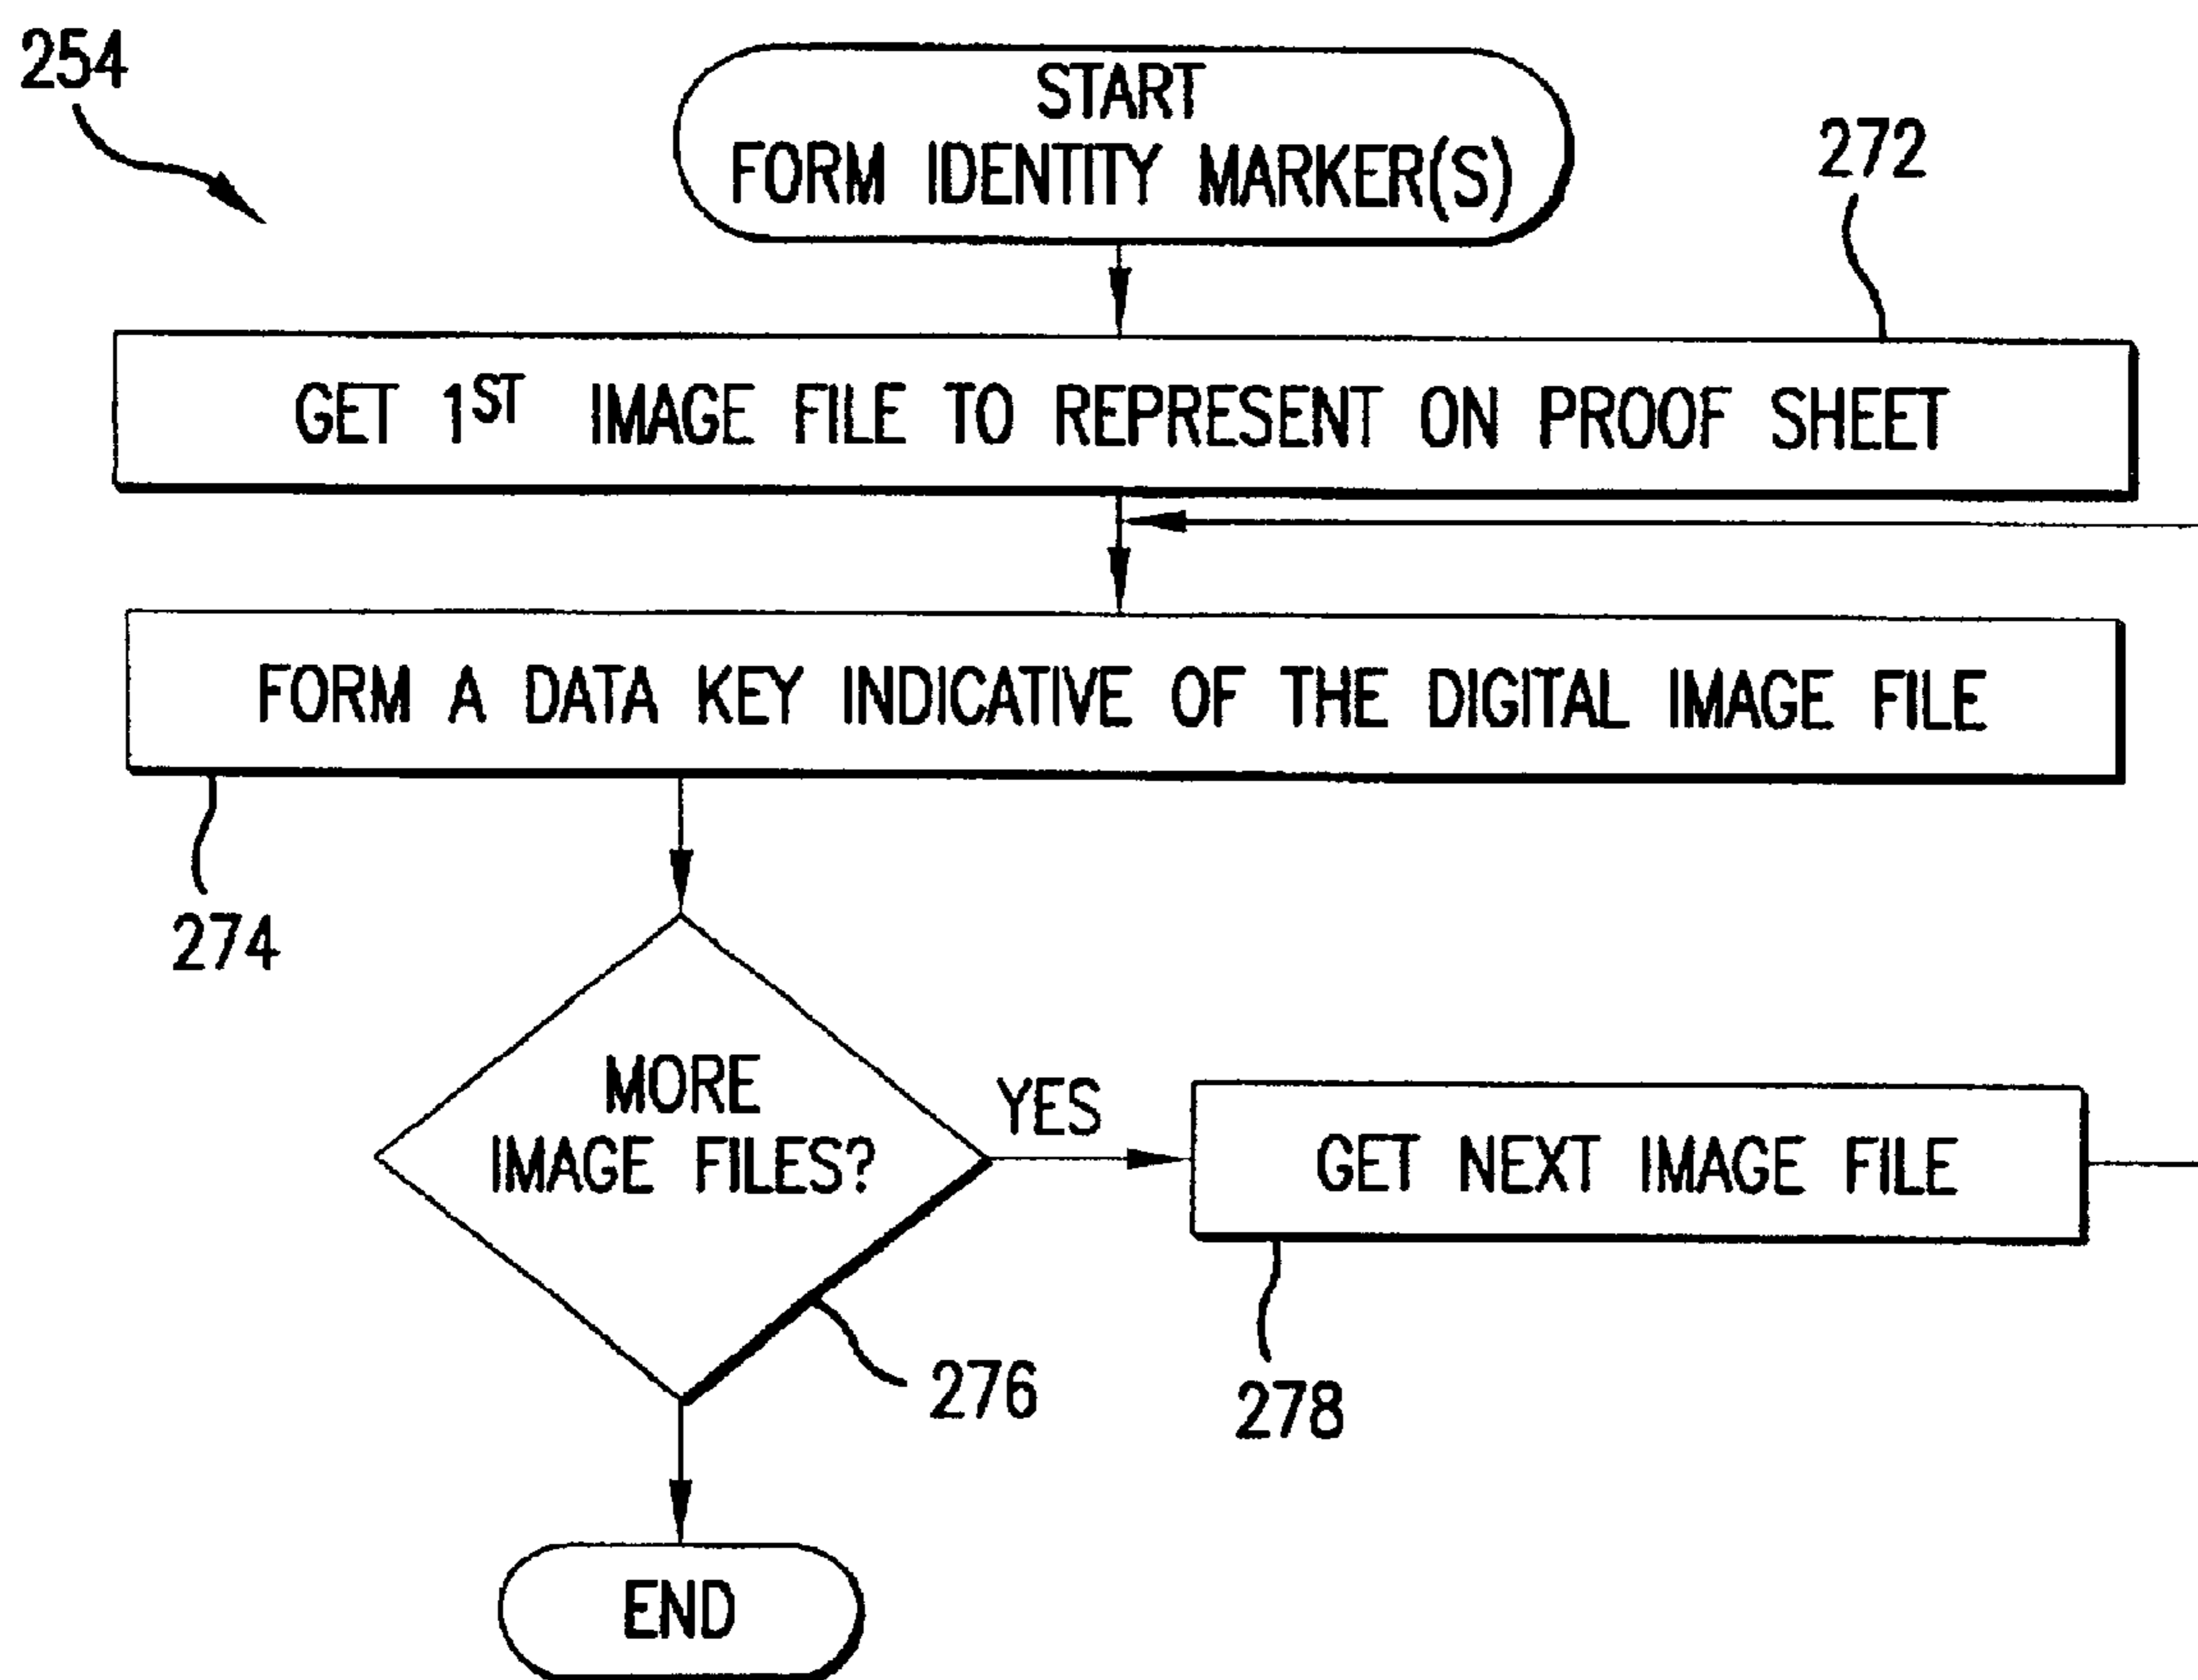 254
START
FORM IDENTITY MARKER(S)
272
GET 1ST IMAGE FILE TO REPRESENT ON PROOF SHEET
FORM A DATA KEY INDICATIVE OF THE DIGITAL IMAGE FILE
274
MORE
IMAGE FILES?
YES
GET NEXT IMAGE FILE
276
278
END